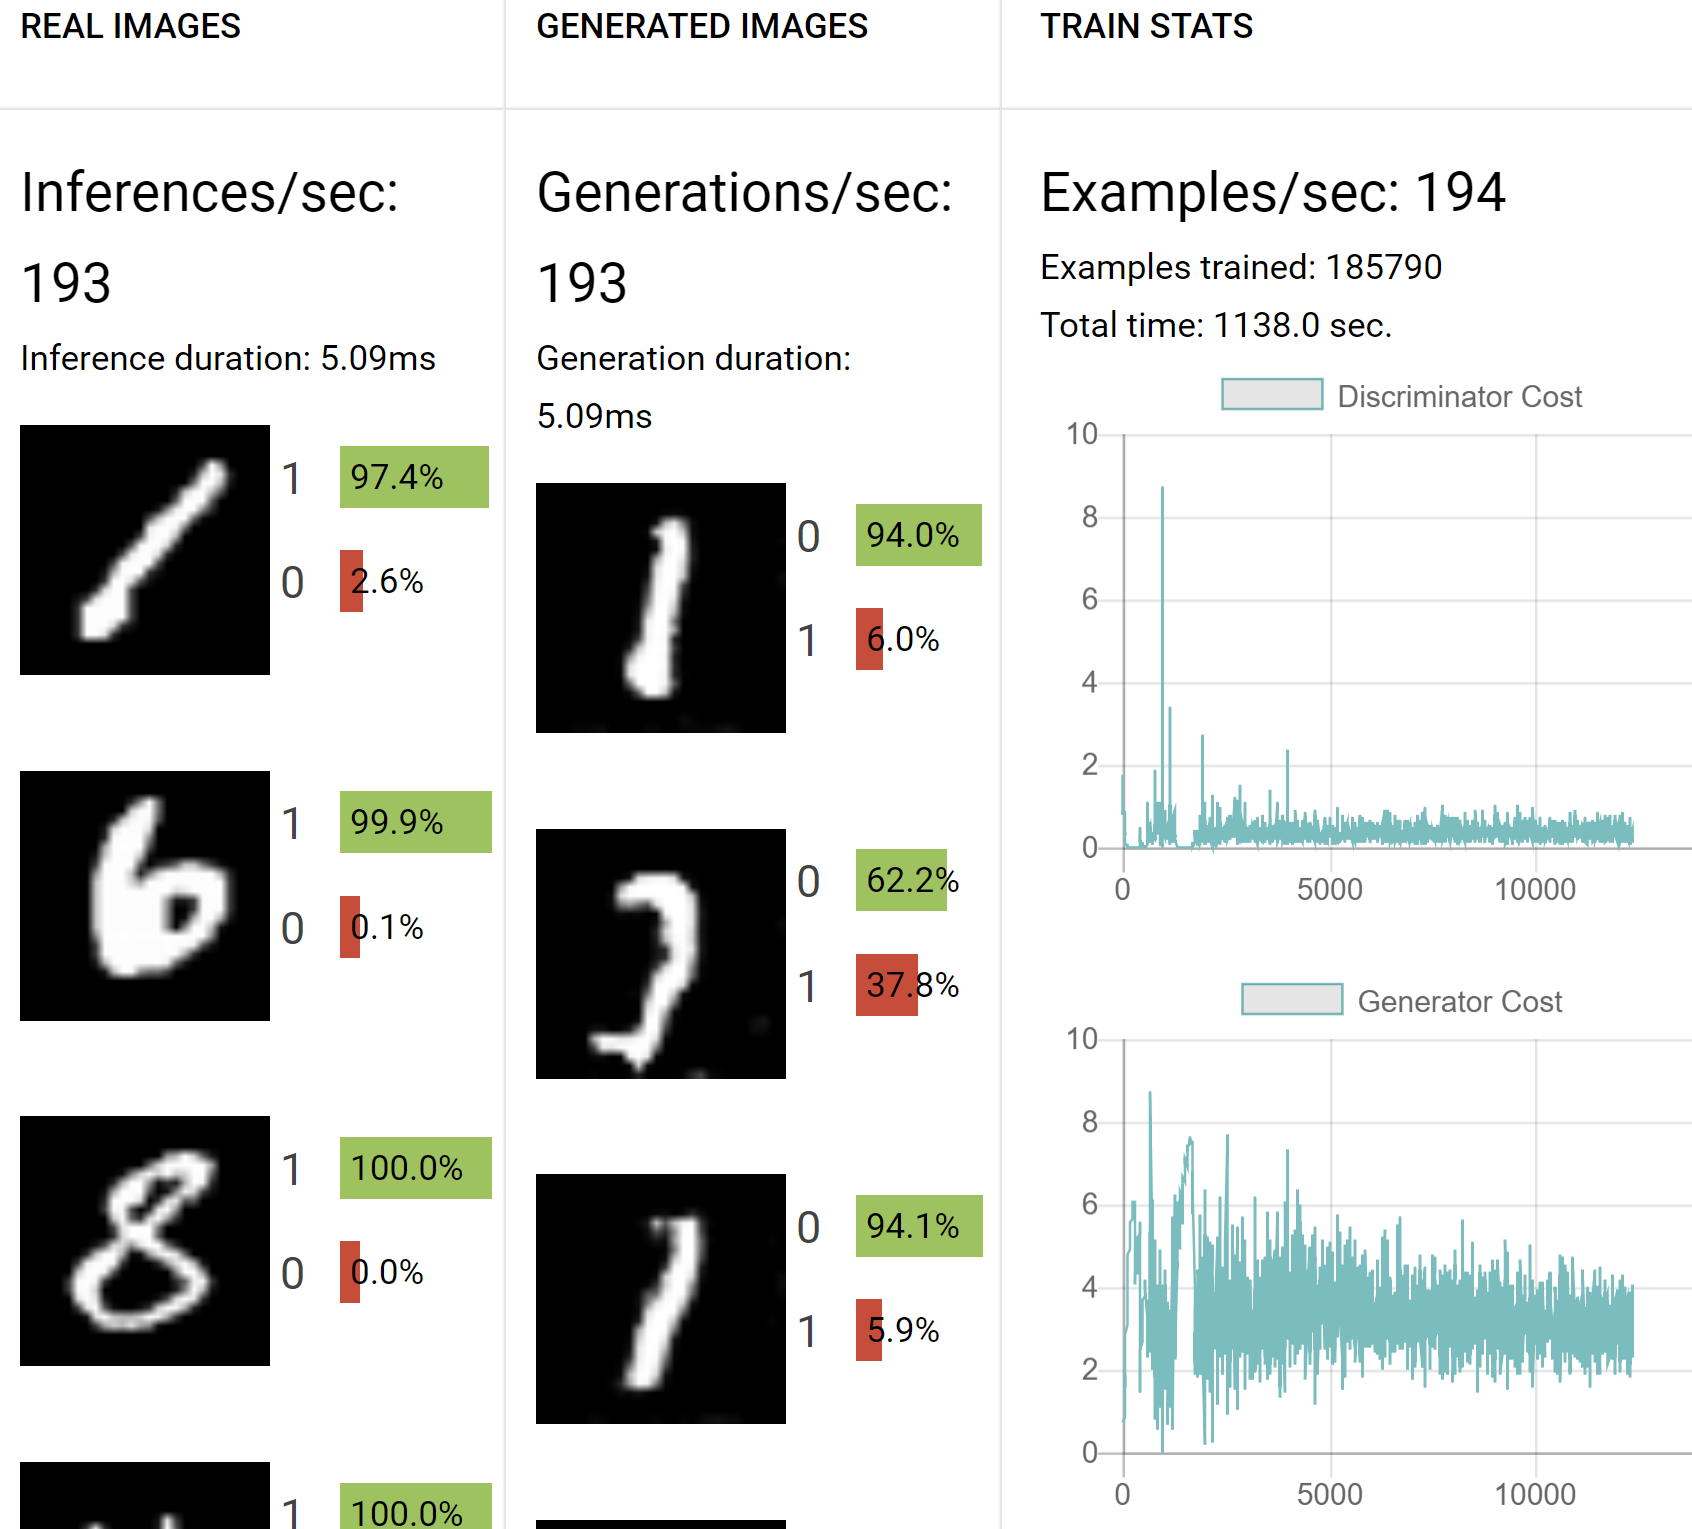 REAL IMAGES
GENERATED IMAGES
TRAIN STATS
Inferences/sec:
193
Inference duration: 5.09ms
1 97.4%
0 2.6%
1 99.9%
0 0.1%
1 100.0%
0 0.0%
1 100.0%
Generations/sec:
193
Generation duration:
5.09ms
0 94.0%
1 6.0%
0 62.2%
1 37.8%
0 94.1%
1 5.9%
Examples/sec: 194
Examples trained: 185790
Total time: 1138.0 sec.
Discriminator Cost
10
8
6
4
2
0
0 5000 10000
Generator Cost
10
8
6
4
2
0
0 5000 10000